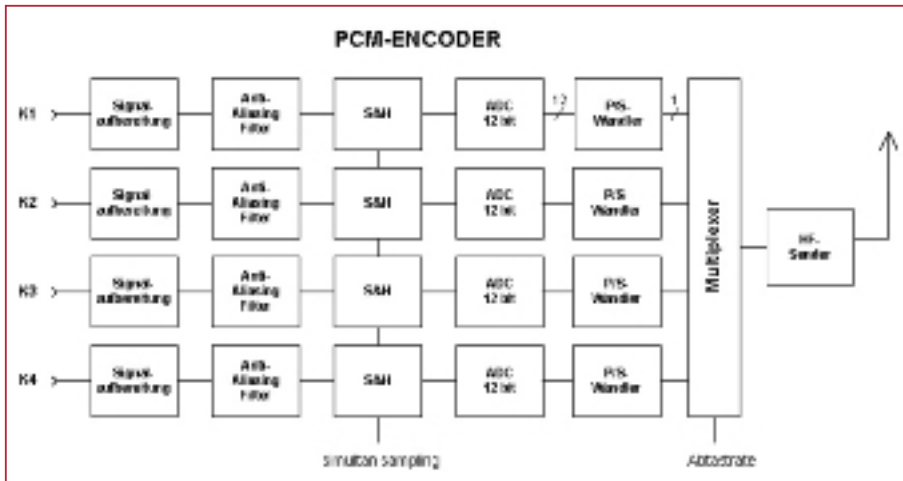 PCM-ENCODER
K1
Signal-
aufbereitung
Anti-
Aliasing
Filter
S&H
ADC
12 bit
12
P/S-
Wandler
1
K2
Signal-
aufbereitung
Anti-
Aliasing
Filter
S&H
ADC
12 bit
P/S-
Wandler
K3
Signal-
aufbereitung
Anti-
Aliasing
Filter
S&H
ADC
12 bit
P/S-
Wandler
K4
Signal-
aufbereitung
Anti-
Aliasing
Filter
S&H
ADC
12 bit
P/S-
Wandler
Multiplexer
HF-
Sender
simultan sampling
Abtastrate